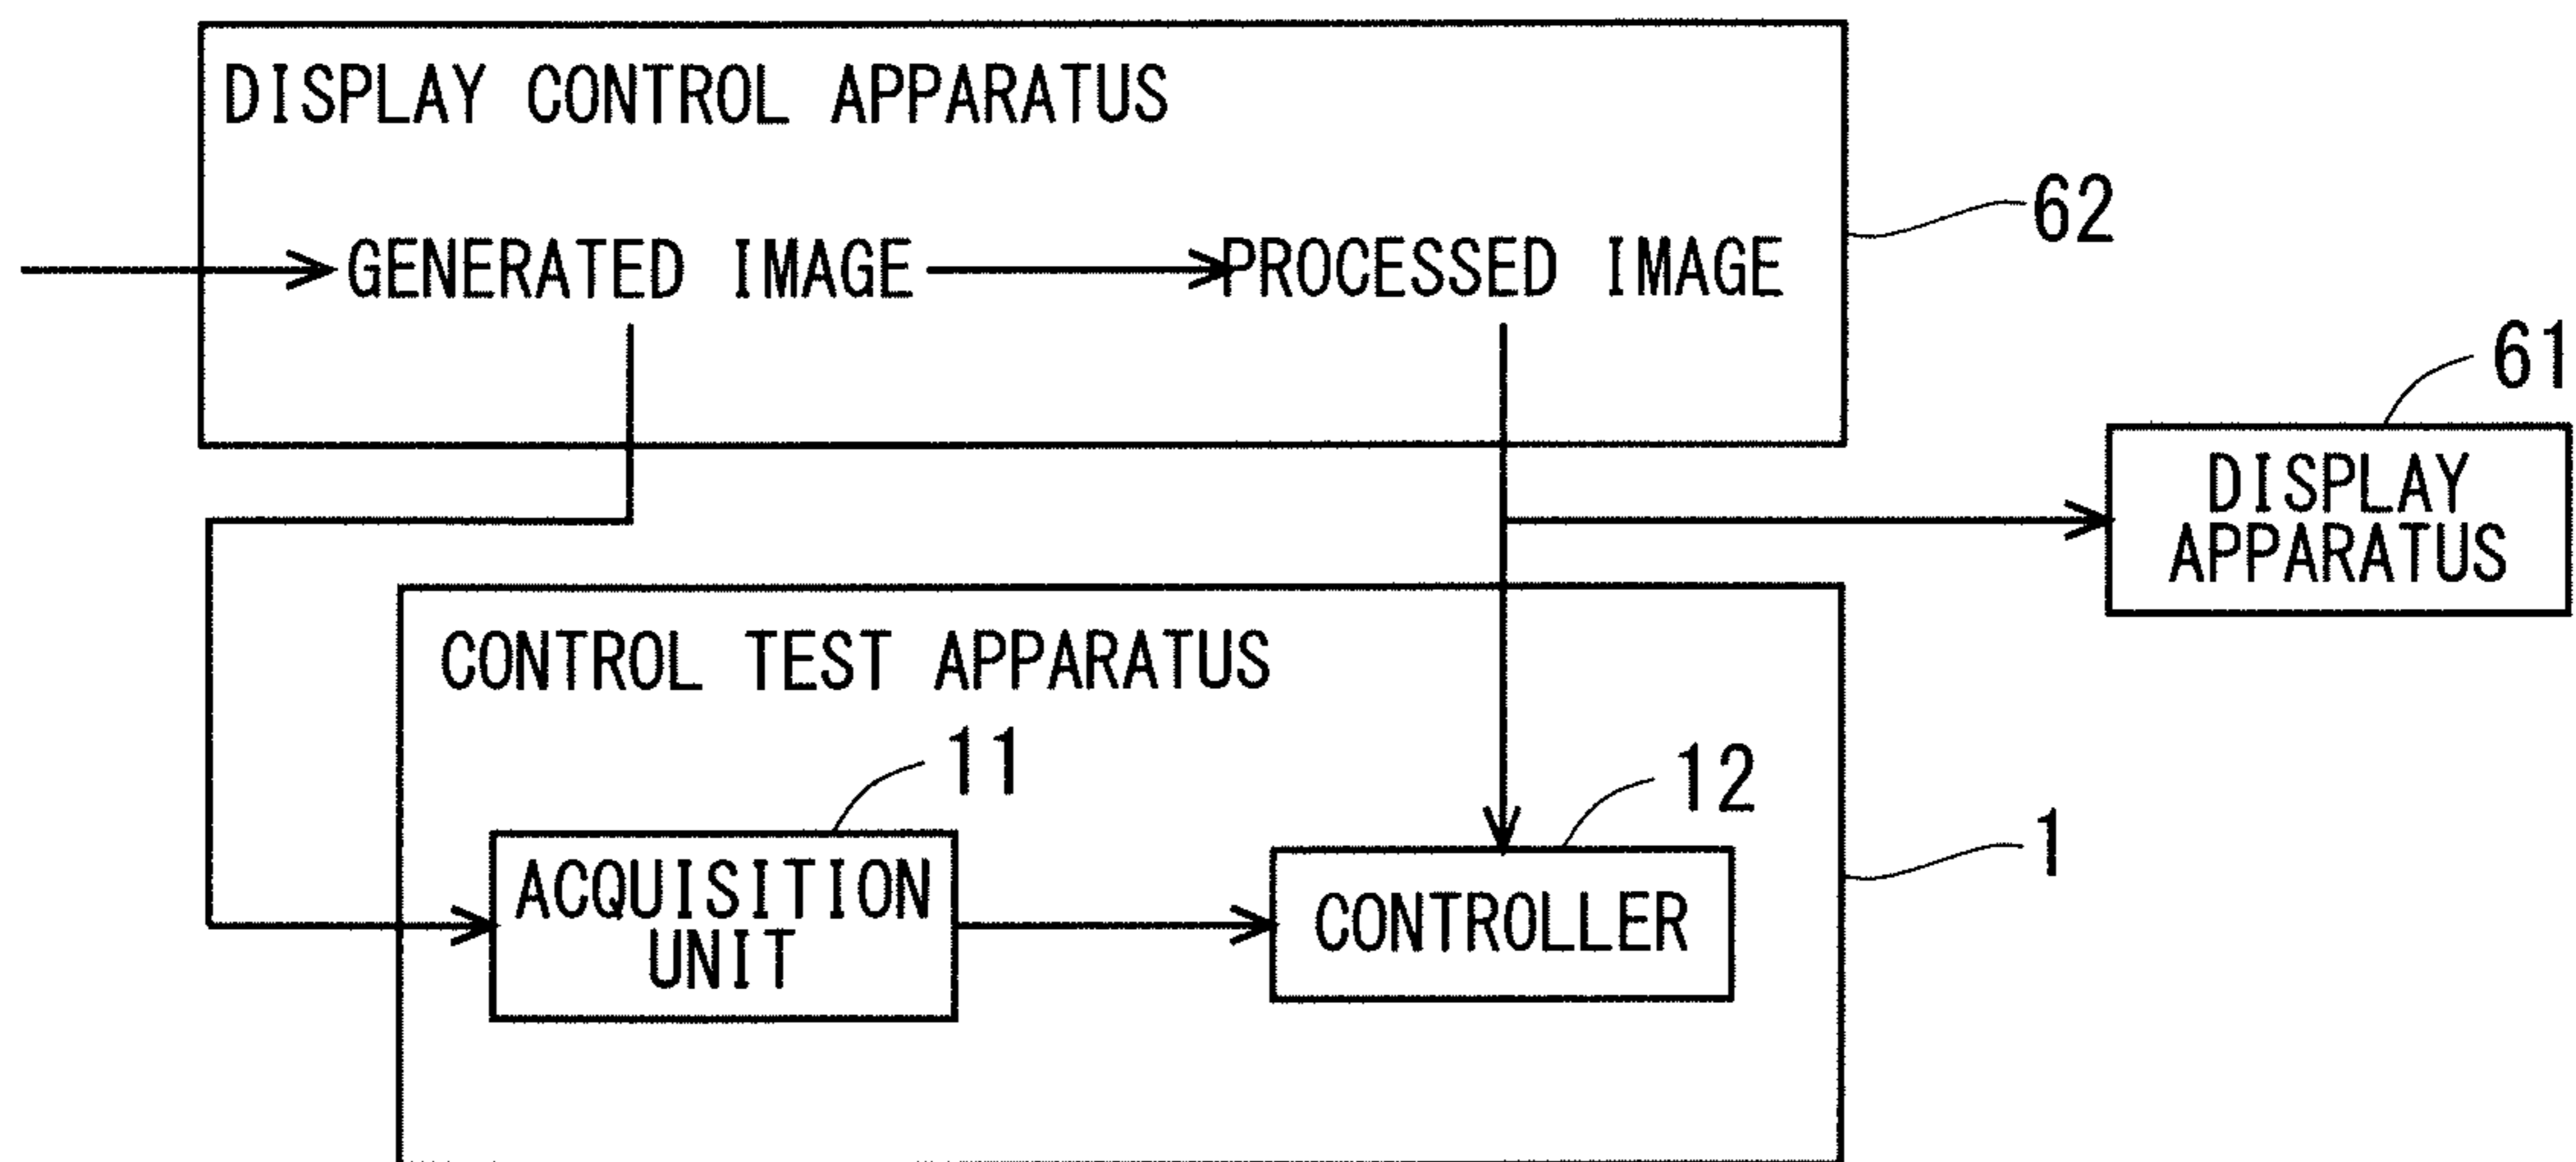 DISPLAY CONTROL APPARATUS
62
GENERATED IMAGE
PROCESSED IMAGE
61
DISPLAY
APPARATUS
CONTROL TEST APPARATUS
11
12
1
ACQUISITION
UNIT
CONTROLLER